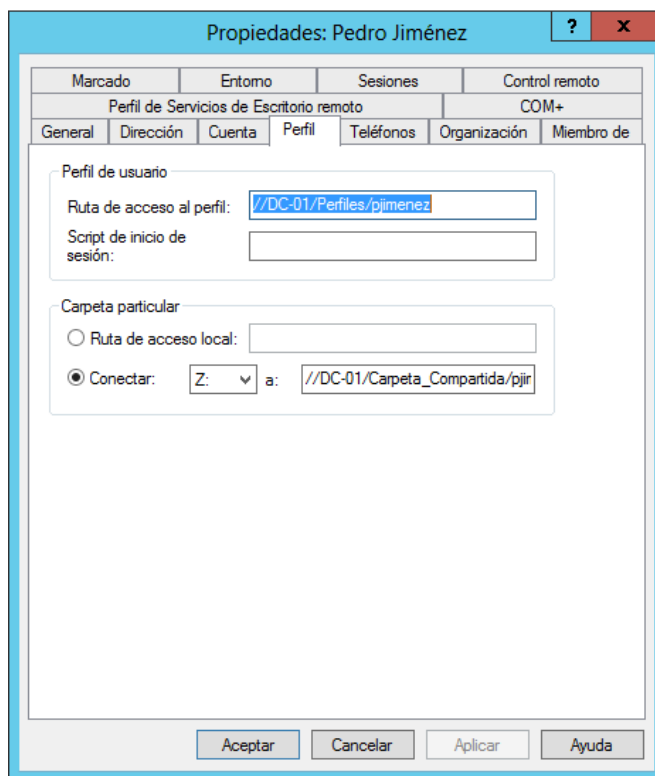 Propiedades: Pedro Jiménez
? x
Marcado Entorno Sesiones Control remoto
Perfil de Servicios de Escritorio remoto COM+
General Dirección Cuenta Perfil Teléfonos Organización Miembro de
Perfil de usuario
Ruta de acceso al perfil: //DC-01/Perfiles/pjimenez
Script de inicio de
sesión:
Carpeta particular
Ruta de acceso local:
Conectar: Z: a: //DC-01/Carpeta_Compartida/pjir
Aceptar Cancelar Aplicar Ayuda